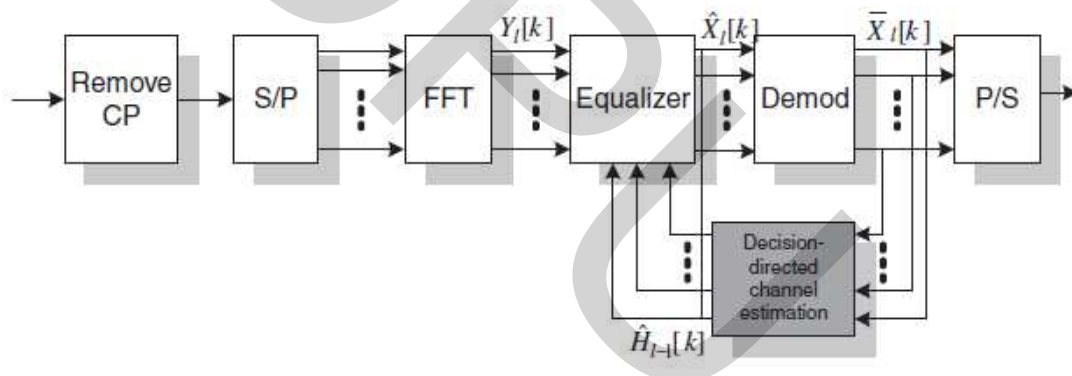 Y_l[k]
X̂_l[k]
X̄_l[k]
Remove
CP
S/P
FFT
Equalizer
Demod
P/S
Decision-
directed
channel
estimation
Ĥ_{l-1}[k]